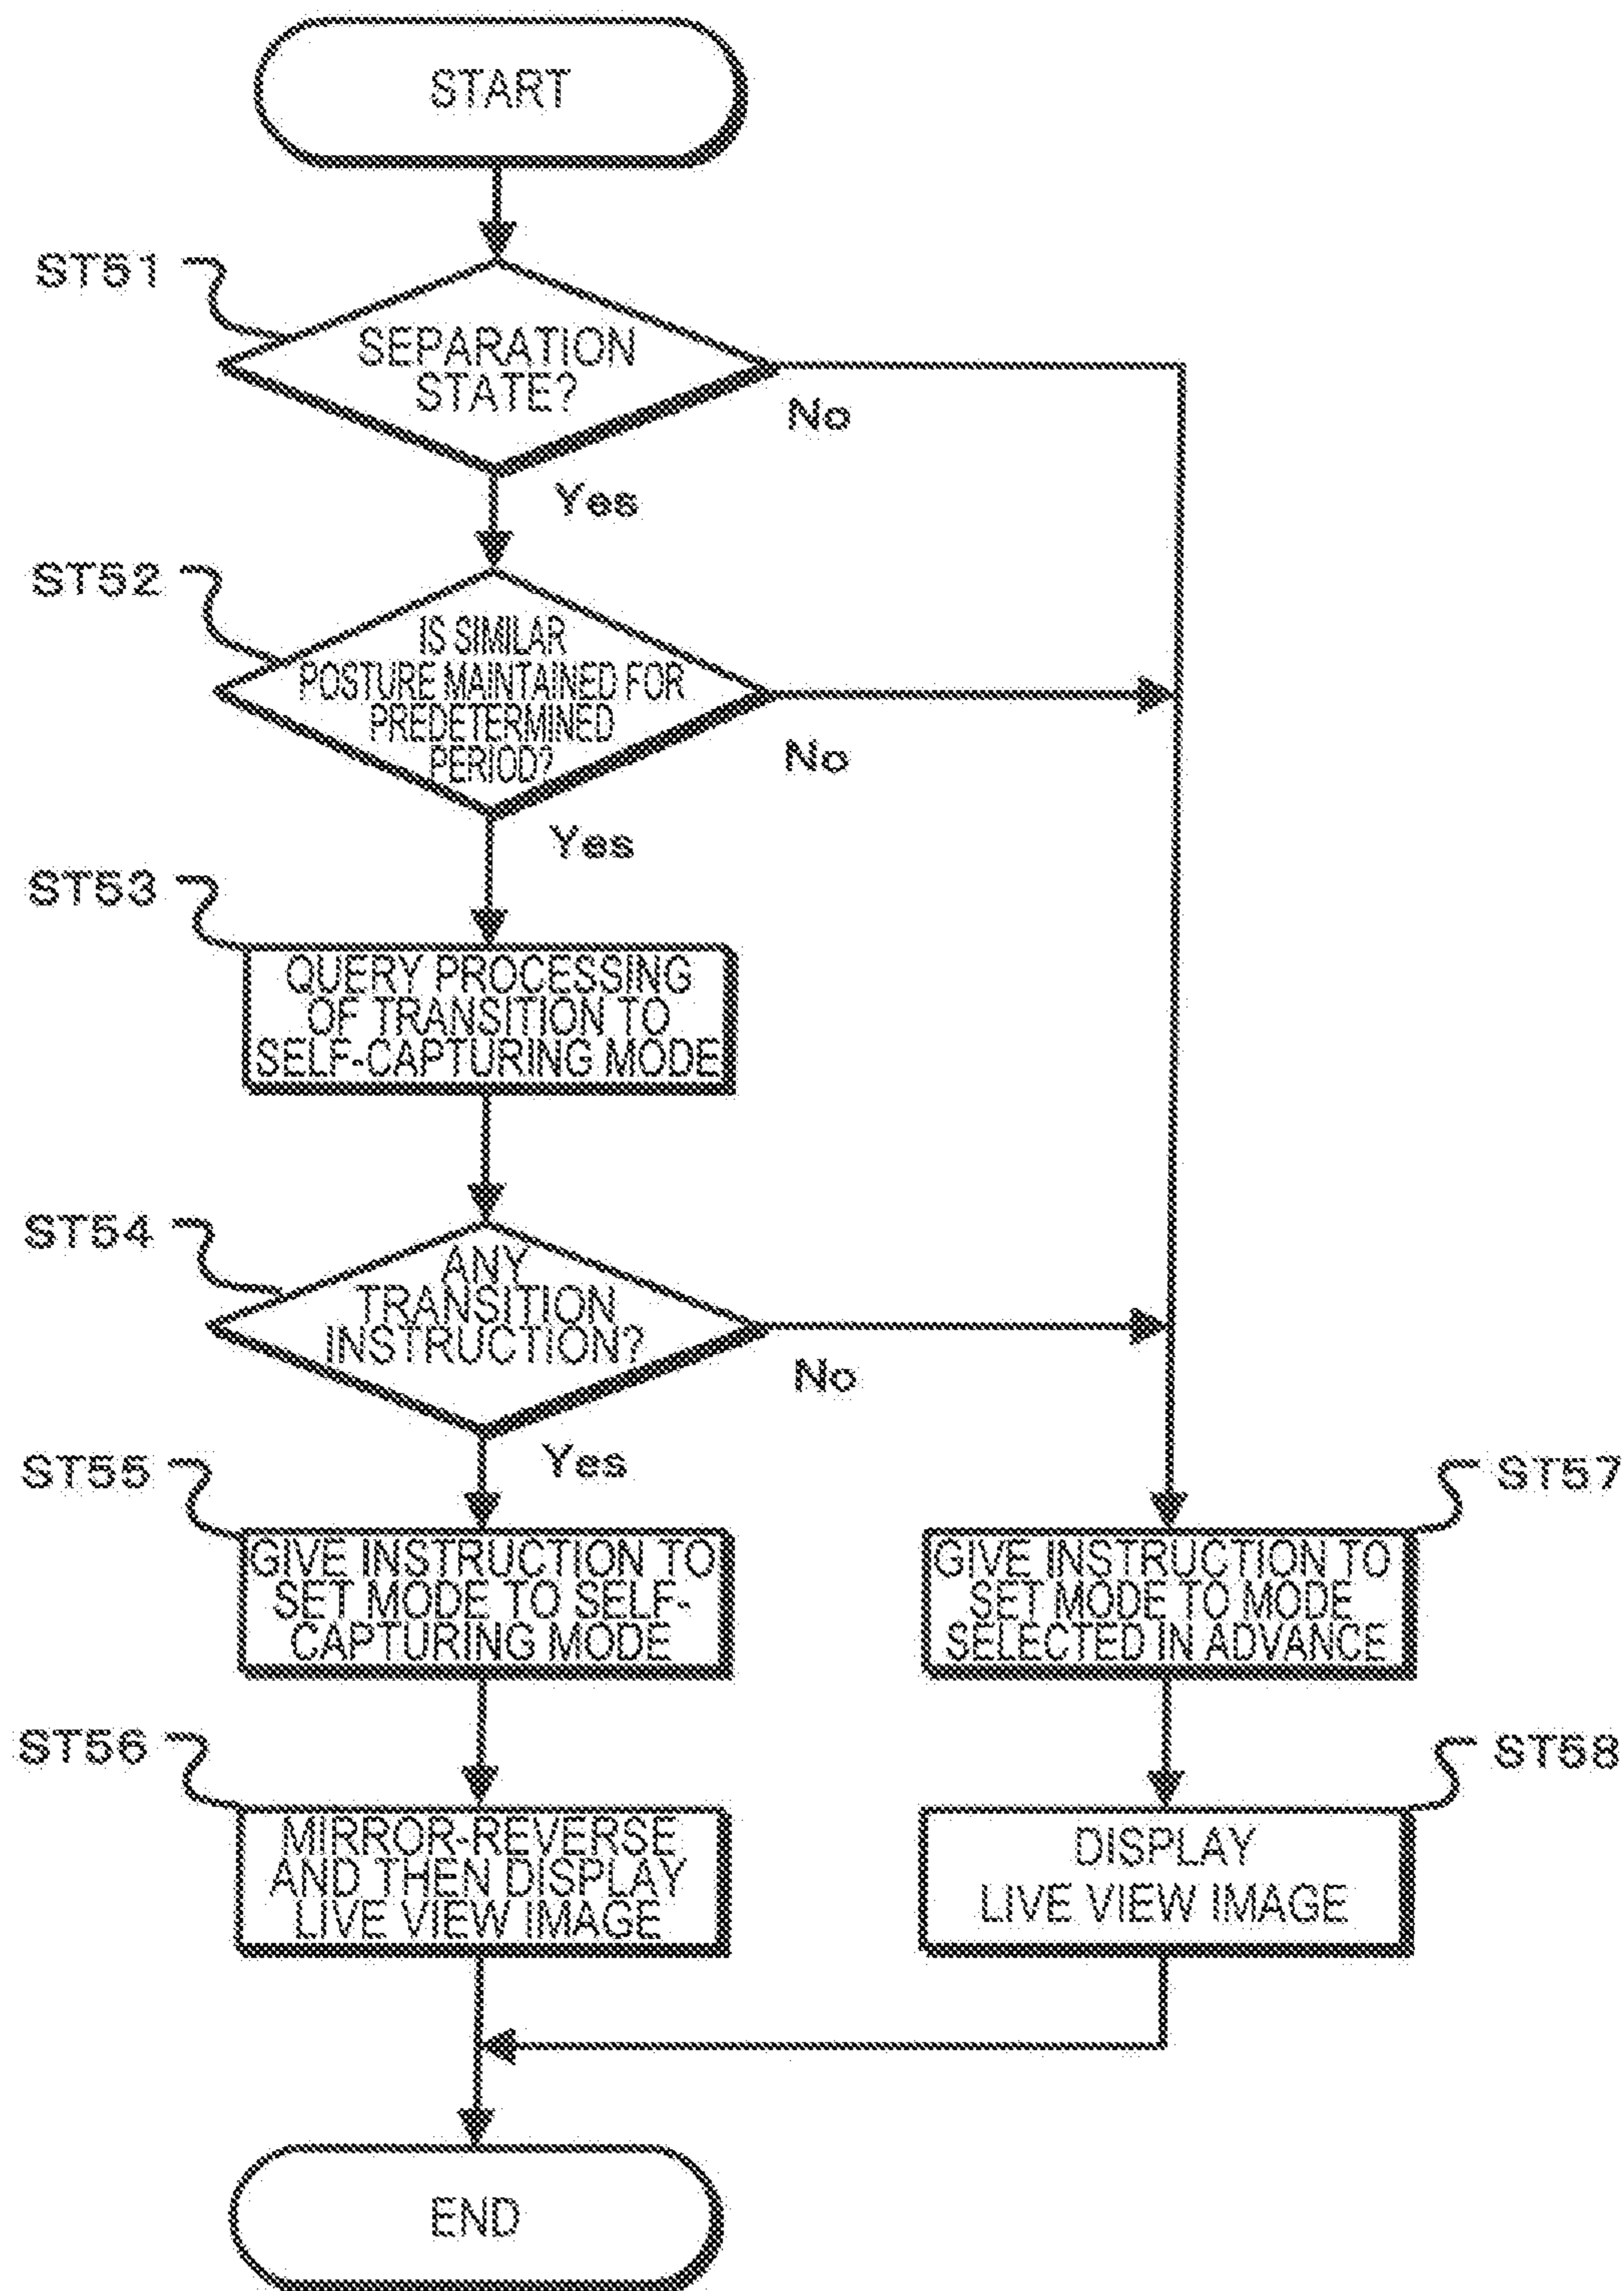 START
ST51
SEPARATION
STATE?
No
Yes
ST52
IS SIMILAR
POSTURE MAINTAINED FOR
PREDETERMINED
PERIOD?
No
Yes
ST53
QUERY PROCESSING
OF TRANSITION TO
SELF-CAPTURING MODE
ST54
ANY
TRANSITION
INSTRUCTION?
No
Yes
ST55
GIVE INSTRUCTION TO
SET MODE TO SELF-
CAPTURING MODE
ST57
GIVE INSTRUCTION TO
SET MODE TO MODE
SELECTED IN ADVANCE
ST56
MIRROR-REVERSE
AND THEN DISPLAY
LIVE VIEW IMAGE
ST58
DISPLAY
LIVE VIEW IMAGE
END